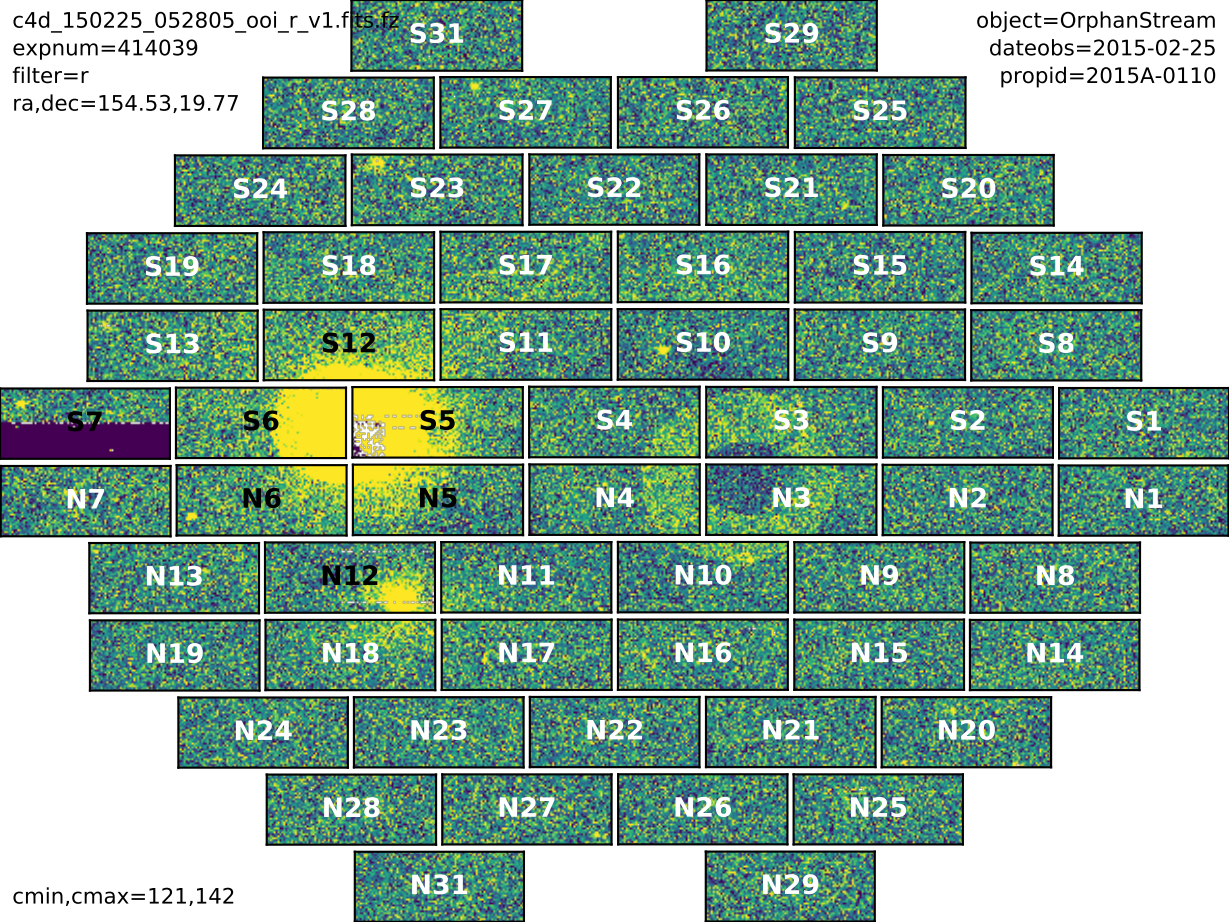 c4d_150225_052805_ooi_r_v1.fits.fz
expnum=414039
filter=r
ra,dec=154.53,19.77
object=OrphanStream
dateobs=2015-02-25
propid=2015A-0110
S31 S29
S28 S27 S26 S25
S24 S23 S22 S21 S20
S19 S18 S17 S16 S15 S14
S13 S12 S11 S10 S9 S8
S7 S6 S5 S4 S3 S2 S1
N7 N6 N5 N4 N3 N2 N1
N13 N12 N11 N10 N9 N8
N19 N18 N17 N16 N15 N14
N24 N23 N22 N21 N20
N28 N27 N26 N25
N31 N29
cmin,cmax=121,142